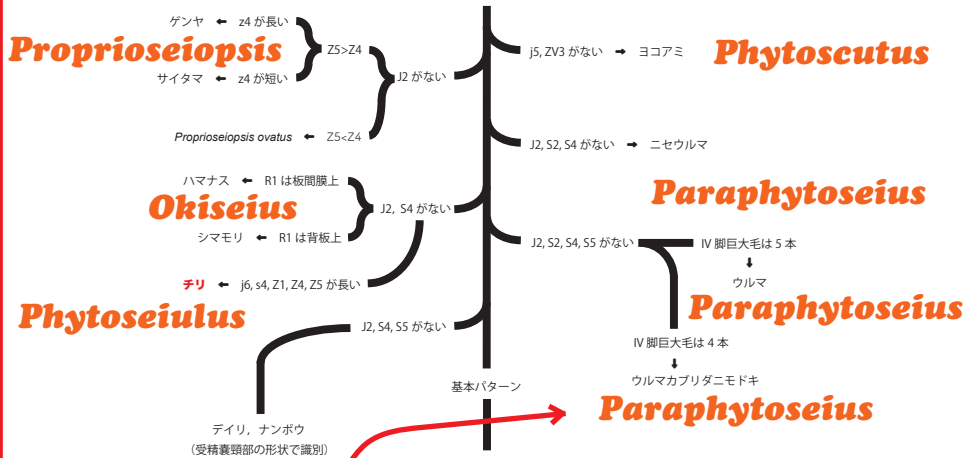 ゲンヤ ← z4 が長い
Proprioseiopsis
Z5>Z4
サイタマ ← z4 が短い
J2 がない
Proprioseiopsis ovatus ← Z5<Z4
ハマナス ← R1 は板間膜上
Okiseius
J2, S4 がない
シマモリ ← R1 は背板上
チリ ← j6, s4, Z1, Z4, Z5 が長い
Phytoseiulus
J2, S4, S5 がない
デイリ，ナンポウ
（受精嚢頸部の形状で識別）
基本パターン
j5, ZV3 がない → ヨコアミ
Phytoscutus
J2, S2, S4 がない → ニセウルマ
Paraphytoseius
J2, S2, S4, S5 がない
IV 脚巨大毛は 5 本
↓
ウルマ
Paraphytoseius
IV 脚巨大毛は 4 本
↓
ウルマカブリダニモドキ
Paraphytoseius